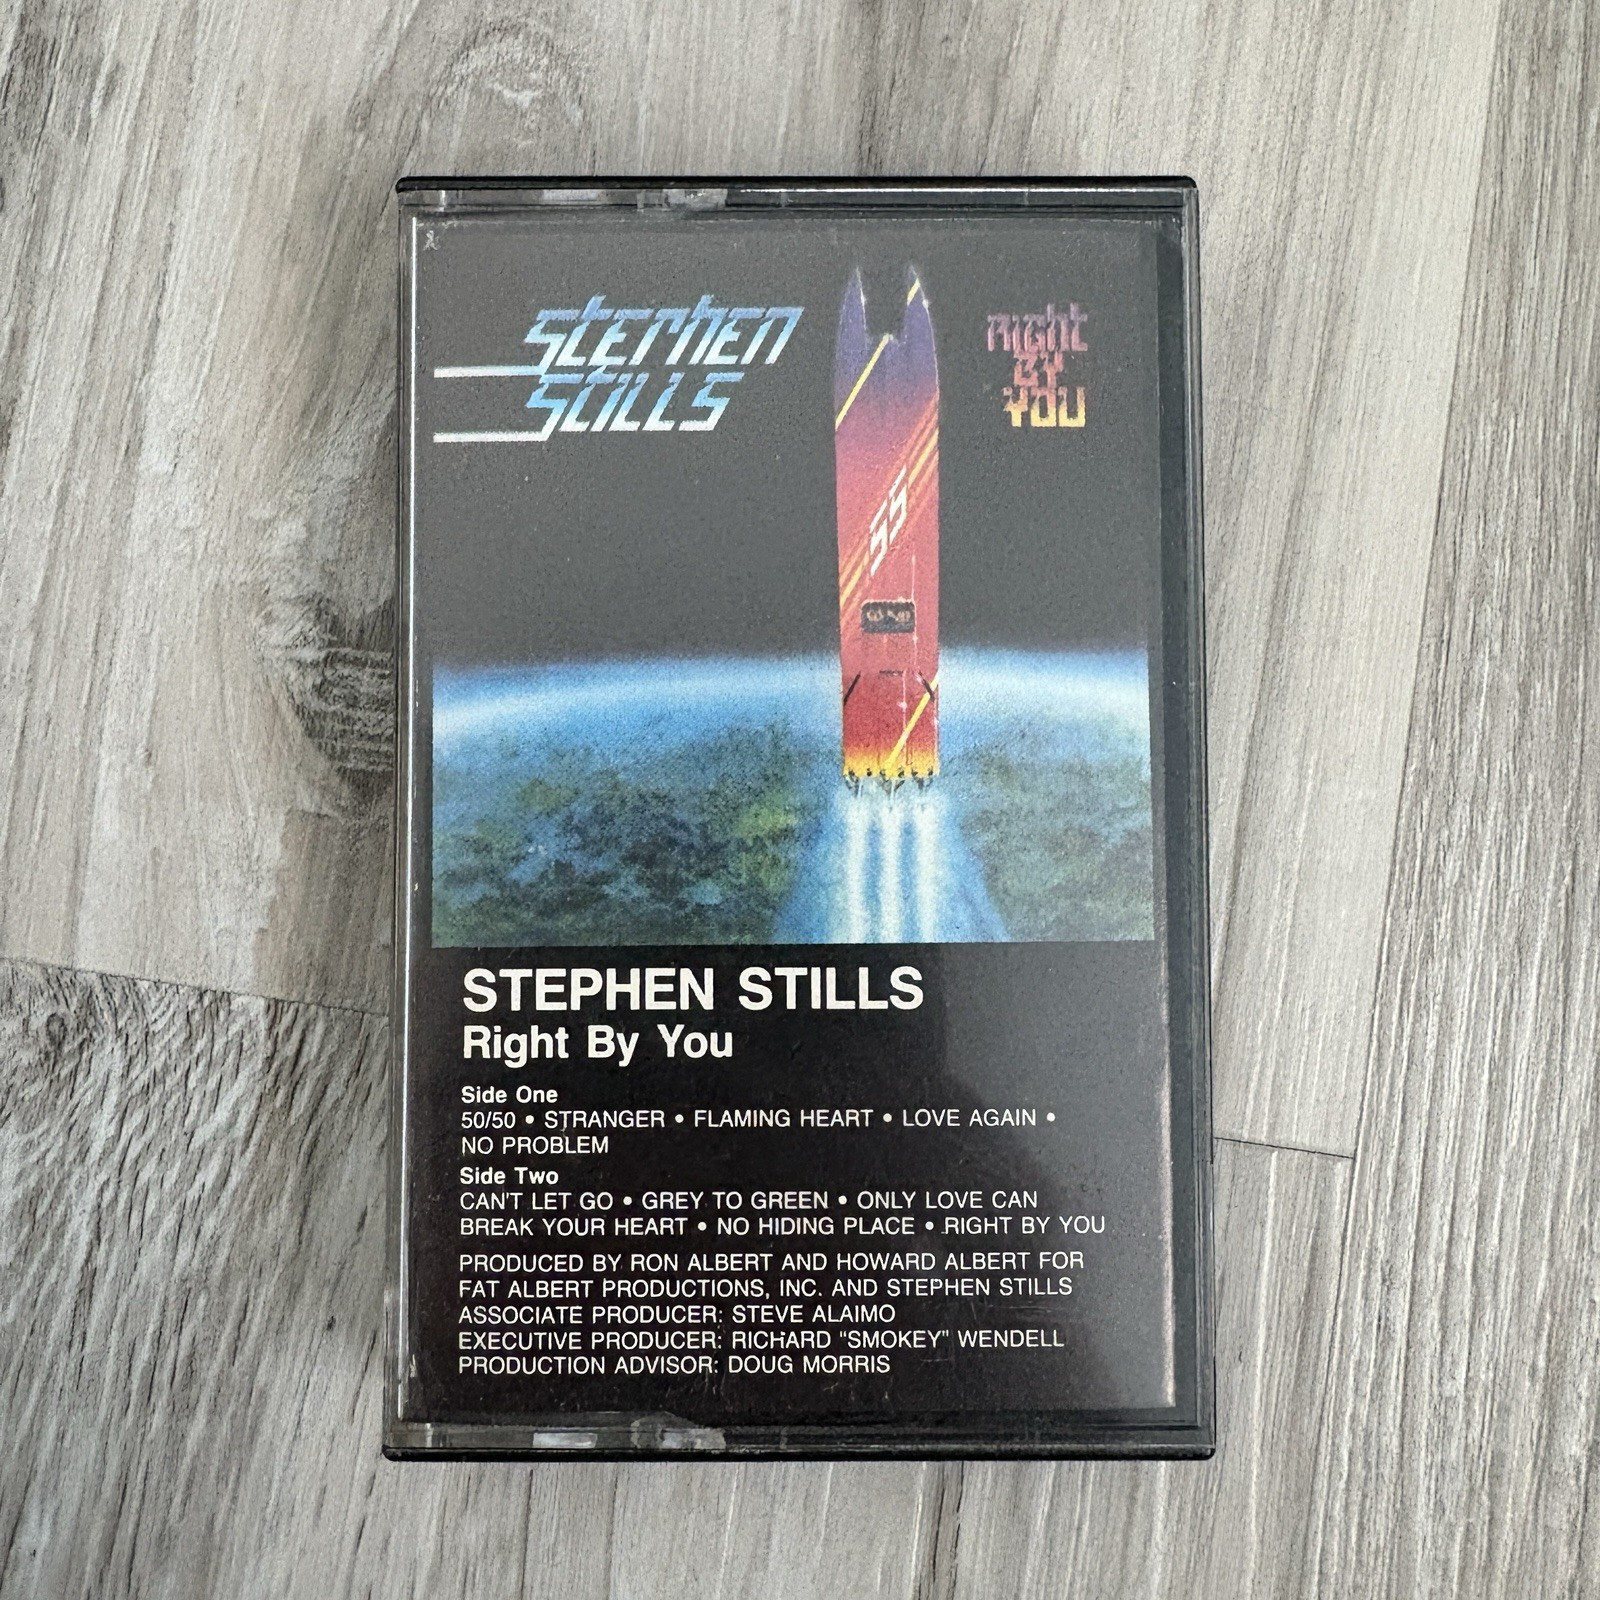 Stephen
Stills
Right
By
You
SS
STEPHEN STILLS
Right By You
Side One
50/50 • STRANGER • FLAMING HEART • LOVE AGAIN •
NO PROBLEM
Side Two
CAN'T LET GO • GREY TO GREEN • ONLY LOVE CAN
BREAK YOUR HEART • NO HIDING PLACE • RIGHT BY YOU
PRODUCED BY RON ALBERT AND HOWARD ALBERT FOR
FAT ALBERT PRODUCTIONS, INC. AND STEPHEN STILLS
ASSOCIATE PRODUCER: STEVE ALAIMO
EXECUTIVE PRODUCER: RICHARD "SMOKEY" WENDELL
PRODUCTION ADVISOR: DOUG MORRIS